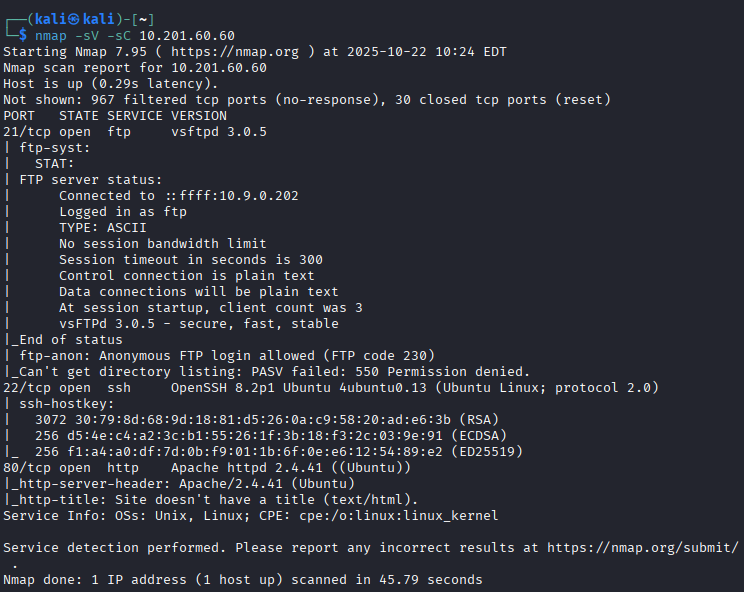 ┌──(kali㉿kali)-[~]
└─$ nmap -sV -sC 10.201.60.60
Starting Nmap 7.95 ( https://nmap.org ) at 2025-10-22 10:24 EDT
Nmap scan report for 10.201.60.60
Host is up (0.29s latency).
Not shown: 967 filtered tcp ports (no-response), 30 closed tcp ports (reset)
PORT   STATE SERVICE VERSION
21/tcp open  ftp     vsftpd 3.0.5
| ftp-syst:
|   STAT:
| FTP server status:
|      Connected to ::ffff:10.9.0.202
|      Logged in as ftp
|      TYPE: ASCII
|      No session bandwidth limit
|      Session timeout in seconds is 300
|      Control connection is plain text
|      Data connections will be plain text
|      At session startup, client count was 3
|      vsFTPd 3.0.5 - secure, fast, stable
|_End of status
| ftp-anon: Anonymous FTP login allowed (FTP code 230)
|_Can't get directory listing: PASV failed: 550 Permission denied.
22/tcp open  ssh     OpenSSH 8.2p1 Ubuntu 4ubuntu0.13 (Ubuntu Linux; protocol 2.0)
| ssh-hostkey:
|   3072 30:79:8d:68:9d:18:81:d5:26:0a:c9:58:20:ad:e6:3b (RSA)
|   256 d5:4e:c4:a2:3c:b1:55:26:1f:3b:18:f3:2c:03:9e:91 (ECDSA)
|_  256 f1:a4:a0:df:7d:0b:f9:01:1b:6f:0e:e6:12:54:89:e2 (ED25519)
80/tcp open  http    Apache httpd 2.4.41 ((Ubuntu))
|_http-server-header: Apache/2.4.41 (Ubuntu)
|_http-title: Site doesn't have a title (text/html).
Service Info: OSs: Unix, Linux; CPE: cpe:/o:linux:linux_kernel

Service detection performed. Please report any incorrect results at https://nmap.org/submit/
 .
Nmap done: 1 IP address (1 host up) scanned in 45.79 seconds